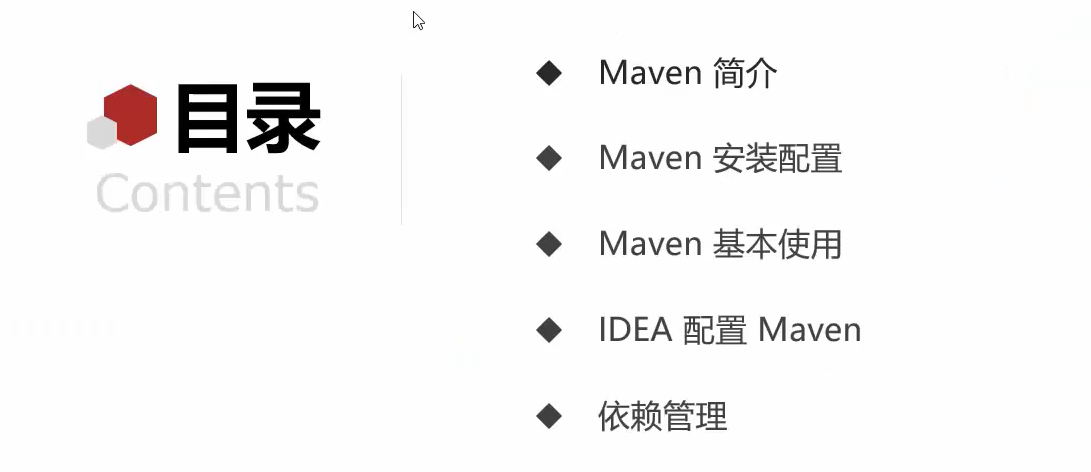 目录
Contents
Maven 简介
Maven 安装配置
Maven 基本使用
IDEA 配置 Maven
依赖管理